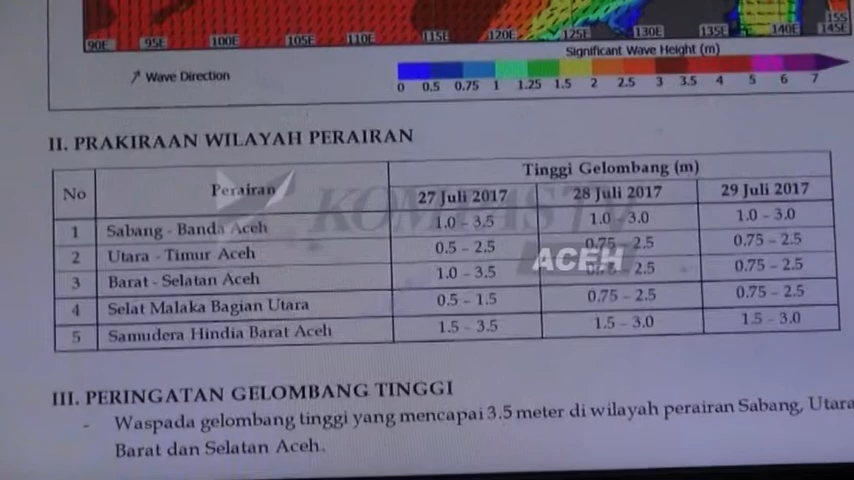 15S
90E 95E 100E 105E 110E 115E 120E 125E 130E 135E 140E 145E
Significant Wave Height (m)
Wave Direction
0 0.5 0.75 1 1.25 1.5 2 2.5 3 3.5 4 5 6 7
II. PRAKIRAAN WILAYAH PERAIRAN
No Perairan Tinggi Gelombang (m)
27 Juli 2017 28 Juli 2017 29 Juli 2017
1 Sabang - Banda Aceh 1.0 – 3.5 1.0 – 3.0 1.0 – 3.0
2 Utara - Timur Aceh 0.5 – 2.5 0.75 – 2.5 0.75 – 2.5
3 Barat - Selatan Aceh 1.0 – 3.5 2.5 0.75 – 2.5
4 Selat Malaka Bagian Utara 0.5 – 1.5 0.75 – 2.5 0.75 – 2.5
5 Samudera Hindia Barat Aceh 1.5 – 3.5 1.5 – 3.0 1.5 – 3.0
KOMPAS TV
ACEH
III. PERINGATAN GELOMBANG TINGGI
- Waspada gelombang tinggi yang mencapai 3.5 meter di wilayah perairan Sabang, Utara
Barat dan Selatan Aceh.